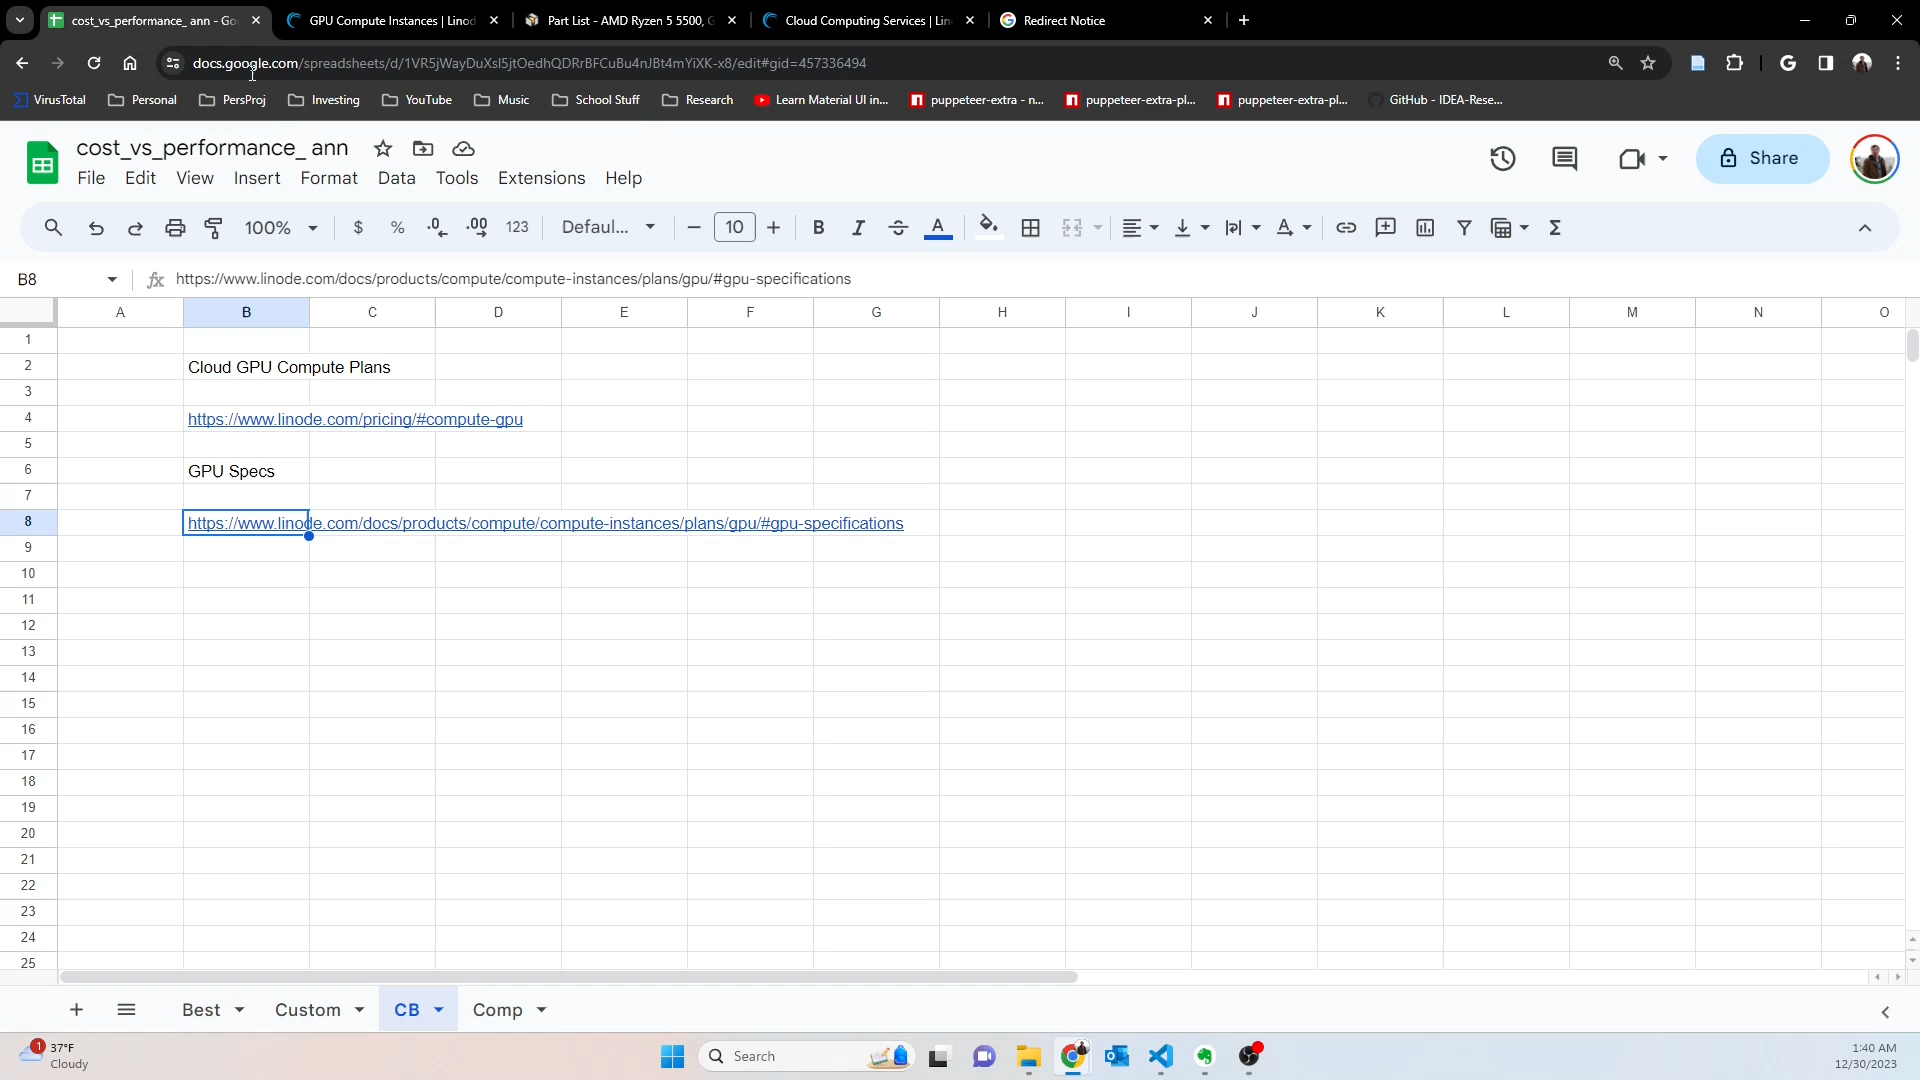 cost_vs_performance_ ann - Go
GPU Compute Instances | Linod
Part List - AMD Ryzen 5 5500, G
Cloud Computing Services | Lin
Redirect Notice
docs.google.com/spreadsheets/d/1VR5jWayDuXsl5jtOedhQDRrBFCuBu4nJBt4mYiXK-x8/edit#gid=457336494
VirusTotal
Personal
PersProj
Investing
YouTube
Music
School Stuff
Research
Learn Material UI in...
puppeteer-extra - n...
puppeteer-extra-pl...
puppeteer-extra-pl...
GitHub - IDEA-Rese...
cost_vs_performance_ ann
File Edit View Insert Format Data Tools Extensions Help
Share
100% $ % .0 .00 123 Defaul... 10 B I A
B8
https://www.linode.com/docs/products/compute/compute-instances/plans/gpu/#gpu-specifications
A B C D E F G H I J K L M N O
1
2 Cloud GPU Compute Plans
3
4 https://www.linode.com/pricing/#compute-gpu
5
6 GPU Specs
7
8 https://www.linode.com/docs/products/compute/compute-instances/plans/gpu/#gpu-specifications
9
10
11
12
13
14
15
16
17
18
19
20
21
22
23
24
25
Best
Custom
CB
Comp
1
37°F
Cloudy
Search
1:40 AM
12/30/2023